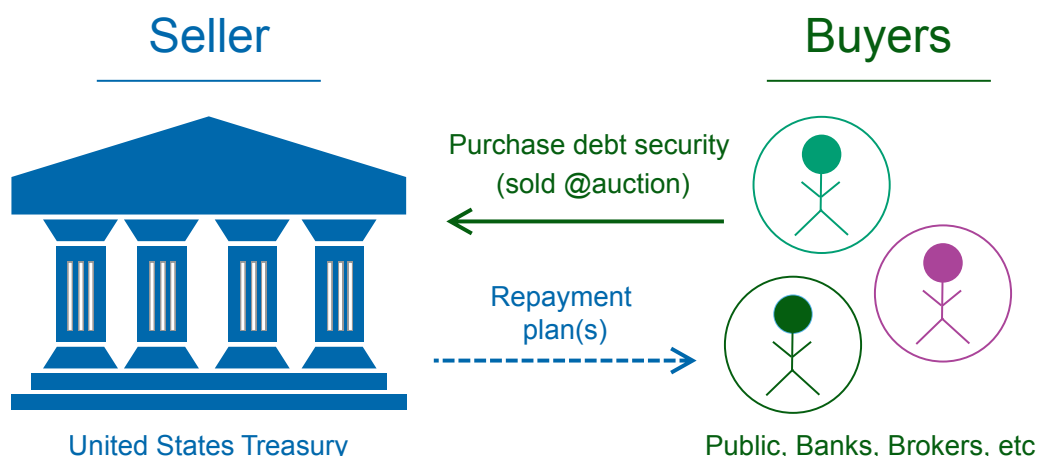 Seller
Buyers
Purchase debt security
(sold @auction)
Repayment
plan(s)
United States Treasury
Public, Banks, Brokers, etc